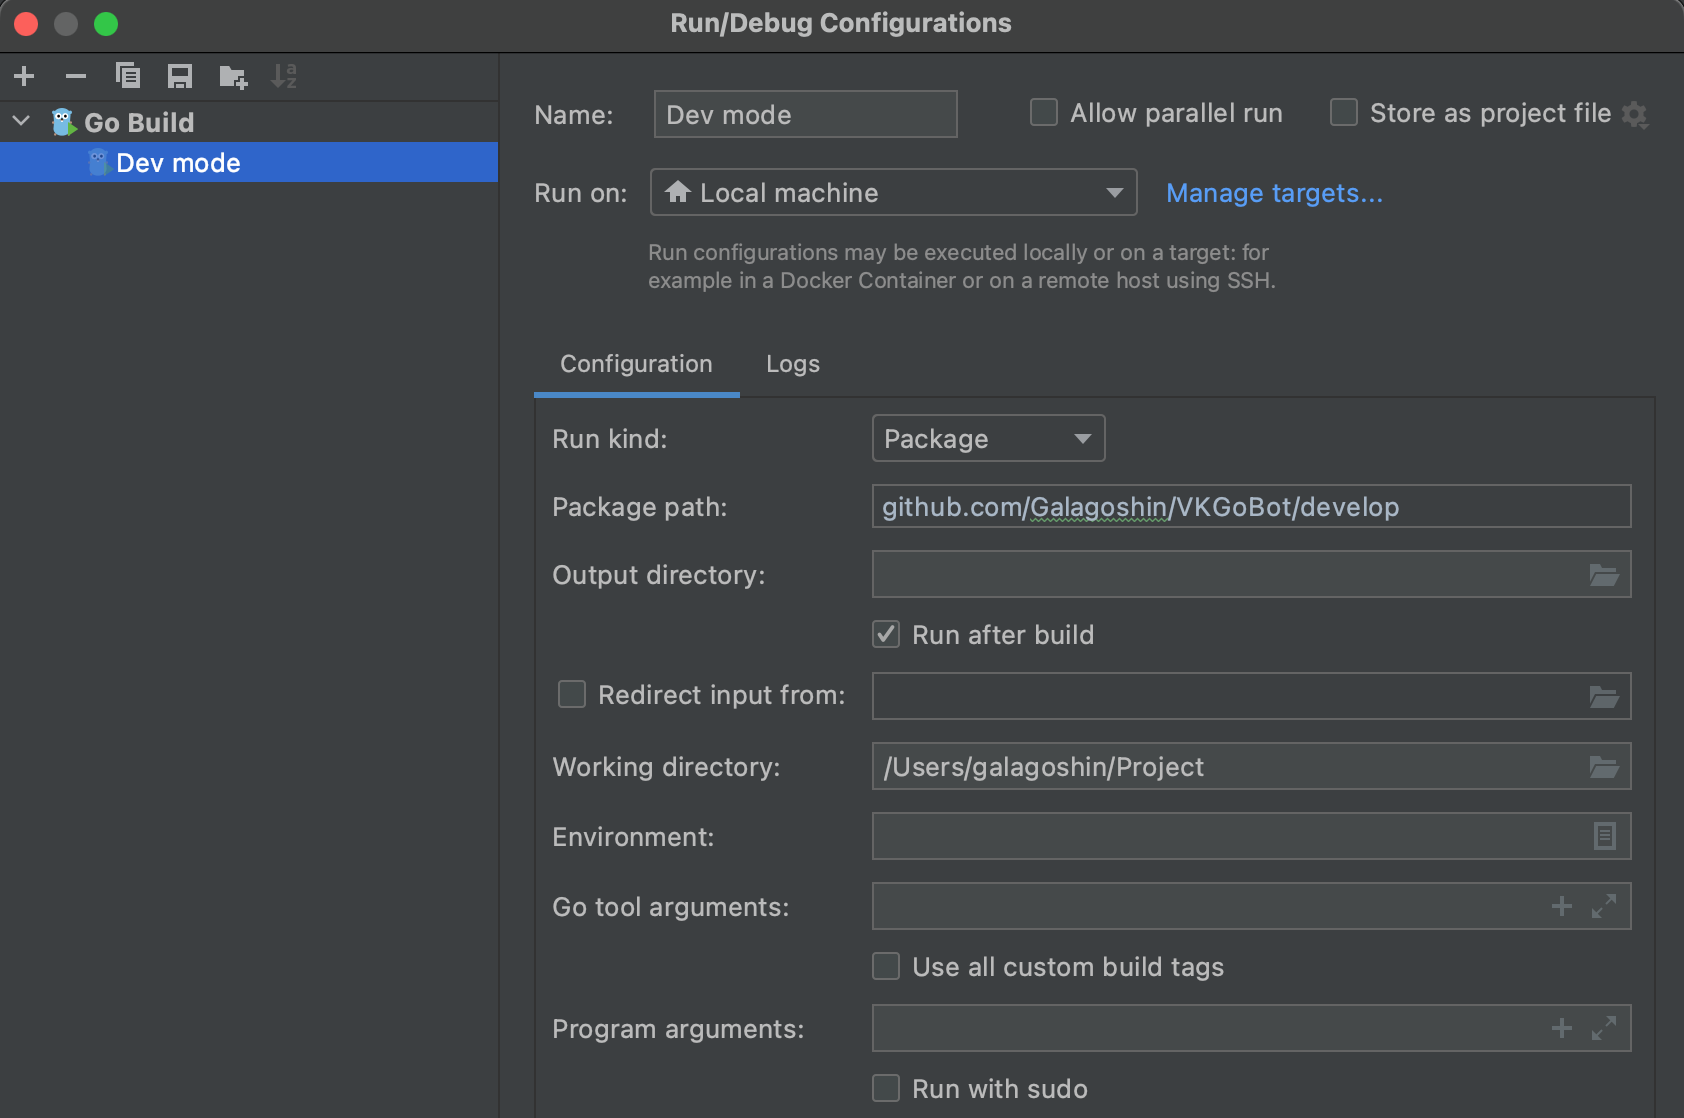 Run/Debug Configurations
Go Build
Dev mode
Name: Dev mode Allow parallel run Store as project file
Run on: Local machine Manage targets...
Run configurations may be executed locally or on a target: for
example in a Docker Container or on a remote host using SSH.
Configuration Logs
Run kind: Package
Package path: github.com/Galagoshin/VKGoBot/develop
Output directory:
Run after build
Redirect input from:
Working directory: /Users/galagoshin/Project
Environment:
Go tool arguments:
Use all custom build tags
Program arguments:
Run with sudo